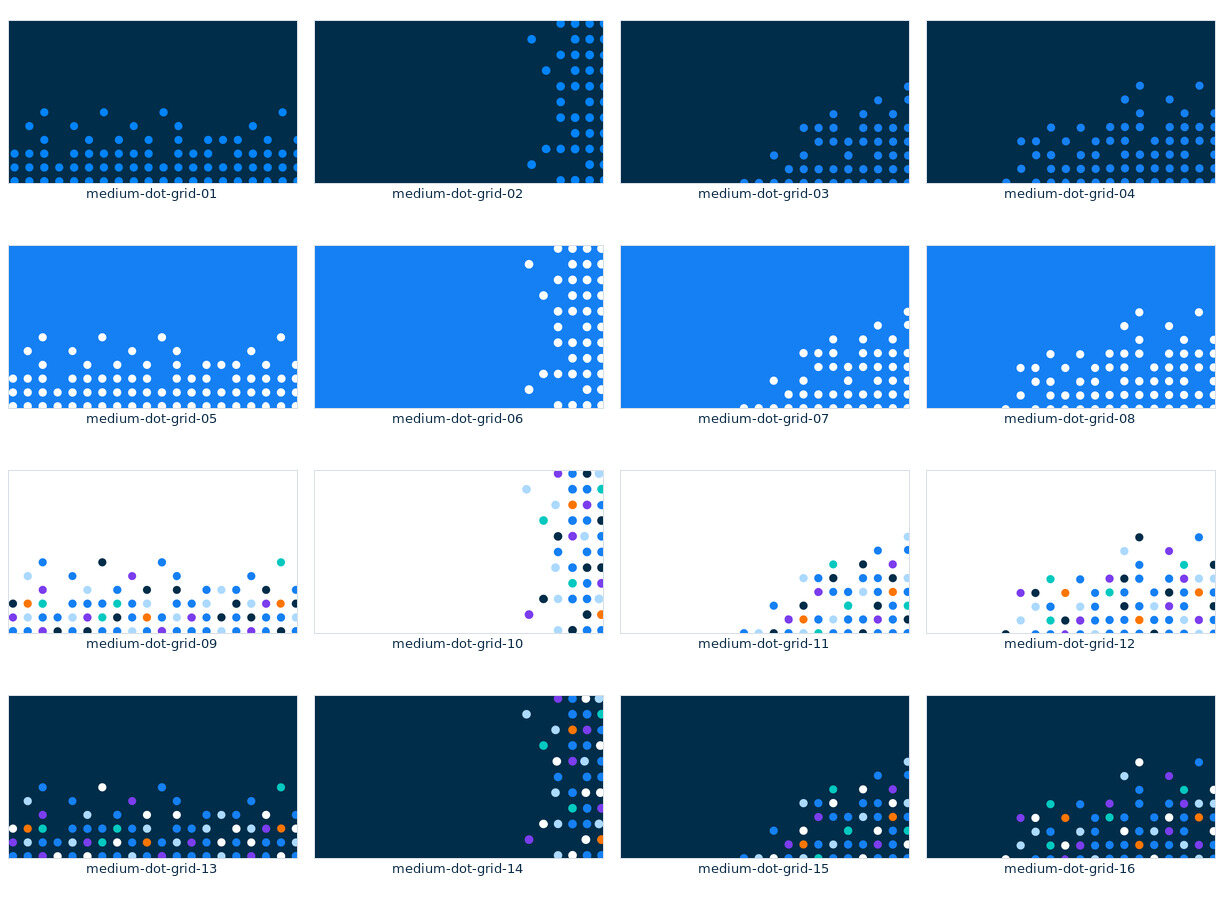 medium-dot-grid-01
medium-dot-grid-02
medium-dot-grid-03
medium-dot-grid-04
medium-dot-grid-05
medium-dot-grid-06
medium-dot-grid-07
medium-dot-grid-08
medium-dot-grid-09
medium-dot-grid-10
medium-dot-grid-11
medium-dot-grid-12
medium-dot-grid-13
medium-dot-grid-14
medium-dot-grid-15
medium-dot-grid-16